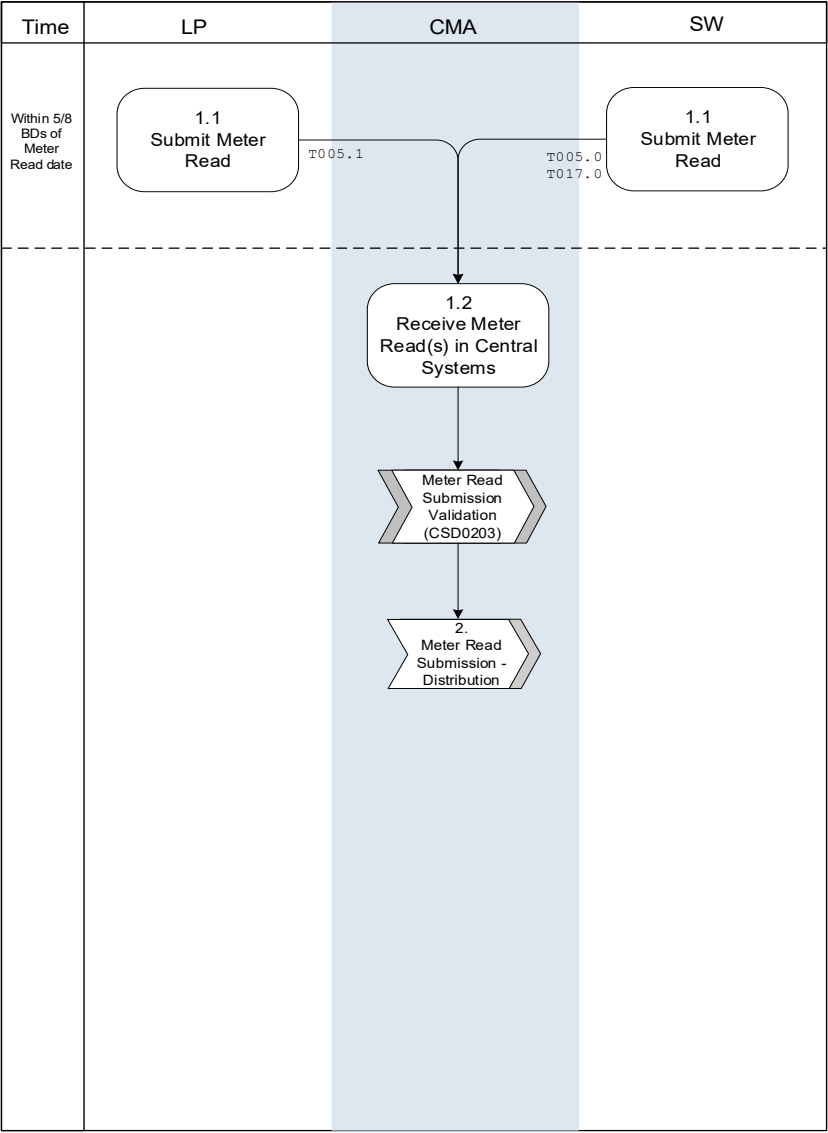 Time
LP
CMA
SW
Within 5/8
BDs of
Meter
Read date
1.1
Submit Meter
Read
T005.1
T005.0
T017.0
1.1
Submit Meter
Read
1.2
Receive Meter
Read(s) in Central
Systems
Meter Read
Submission
Validation
(CSD0203)
2.
Meter Read
Submission -
Distribution